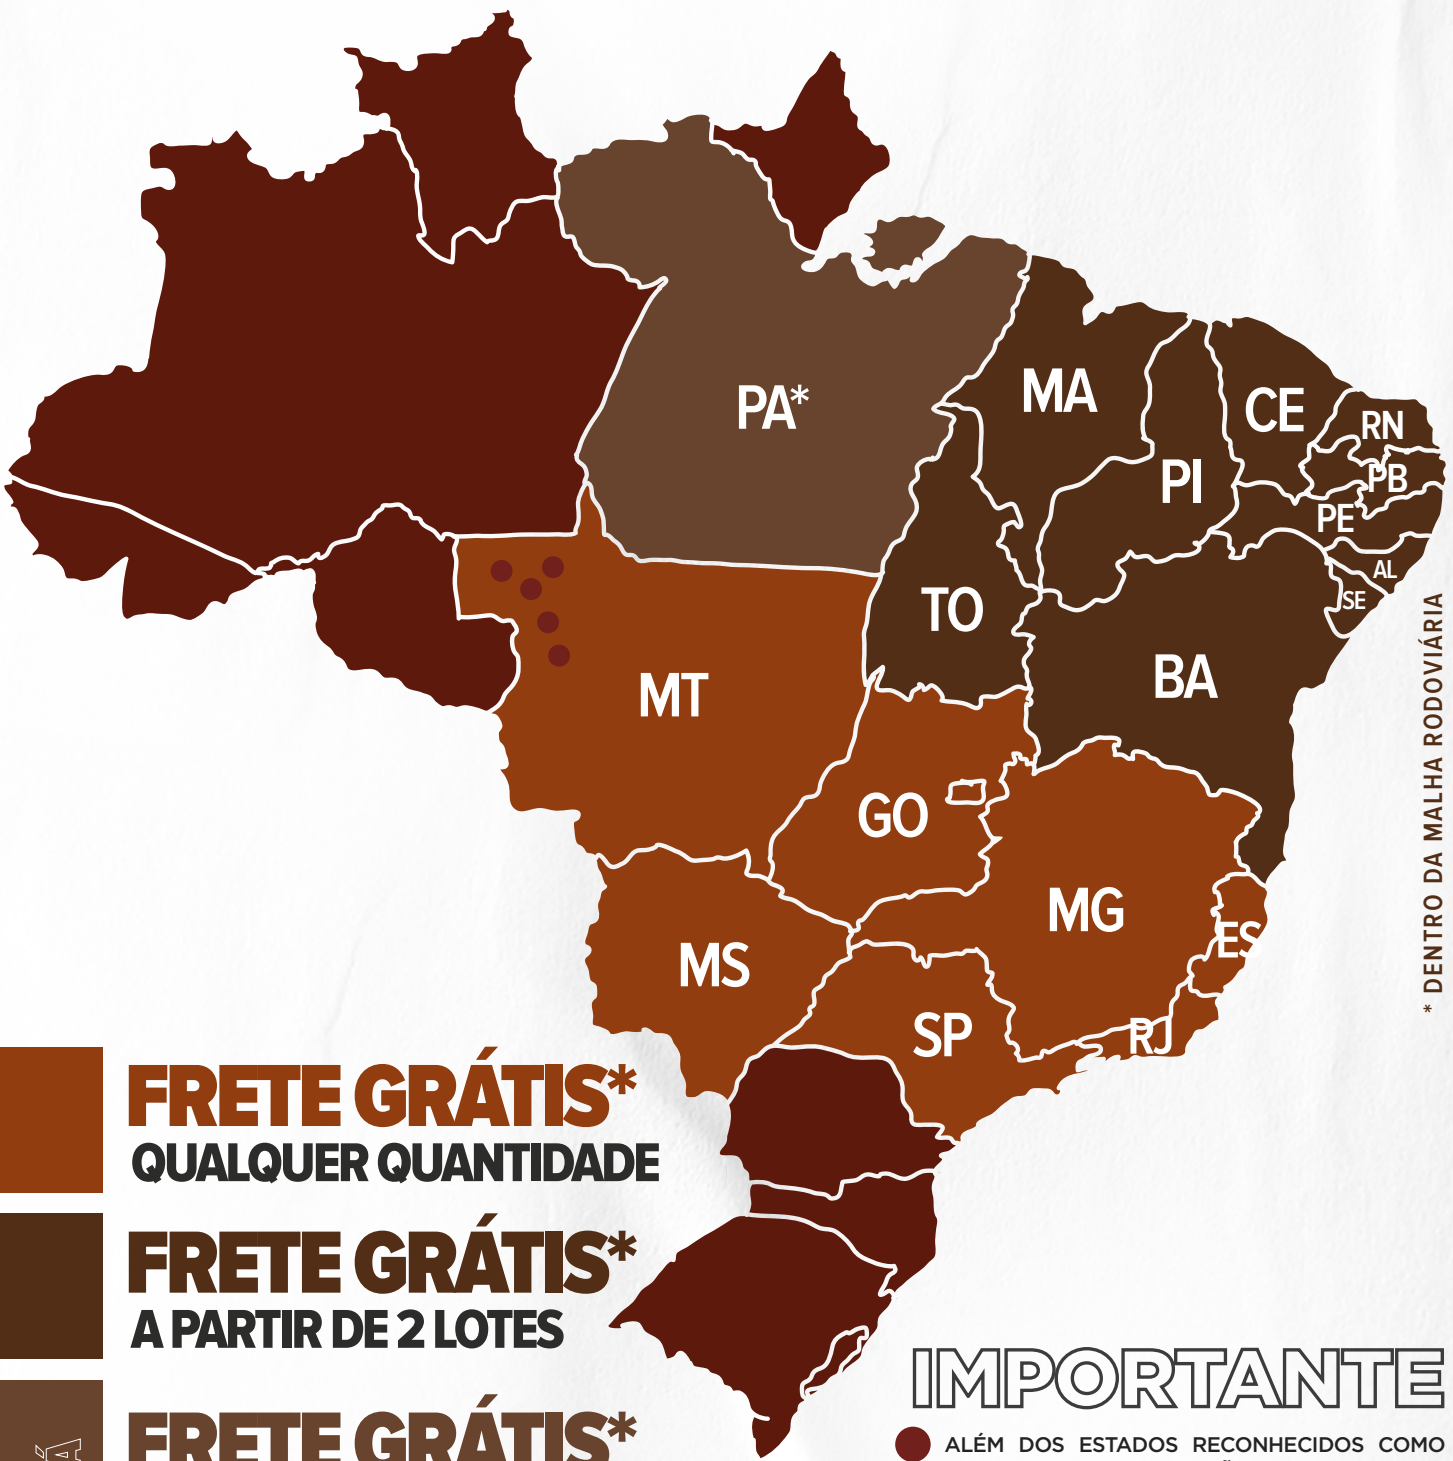 PA*
MA
CE
RN
PI
PB
PE
AL
SE
TO
BA
MT
GO
MG
ES
MS
SP
RJ
* DENTRO DA MALHA RODOVIÁRIA
FRETE GRÁTIS*
QUALQUER QUANTIDADE
FRETE GRÁTIS*
A PARTIR DE 2 LOTES
FRETE GRÁTIS*
IMPORTANTE
ALÉM DOS ESTADOS RECONHECIDOS COMO